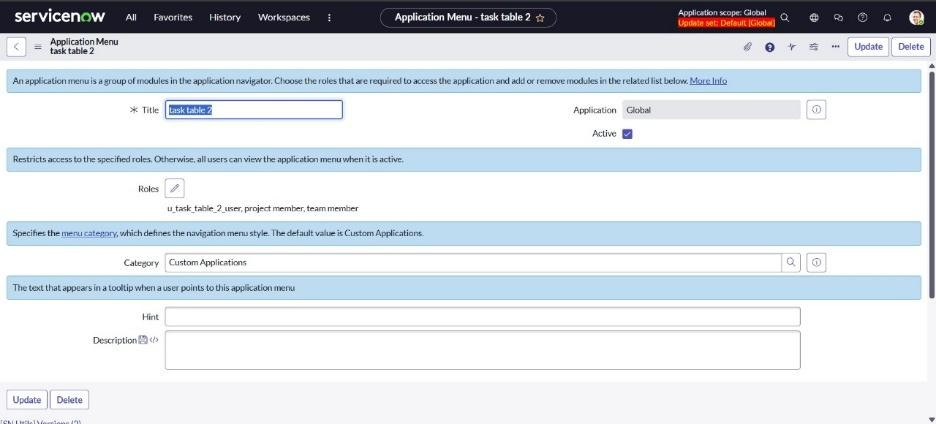 servicenow All Favorites History Workspaces Application Menu - task table 2 Application scope: Global
Update set: Default [Global]
Application Menu
task table 2
Update Delete
An application menu is a group of modules in the application navigator. Choose the roles that are required to access the application and add or remove modules in the related list below. More Info
* Title task table 2 Application Global
Active
Restricts access to the specified roles. Otherwise, all users can view the application menu when it is active.
Roles
u_task_table_2_user, project member, team member
Specifies the menu category, which defines the navigation menu style. The default value is Custom Applications.
Category Custom Applications
The text that appears in a tooltip when a user points to this application menu
Hint
Description
Update Delete
[SN Utils] Versions (2)